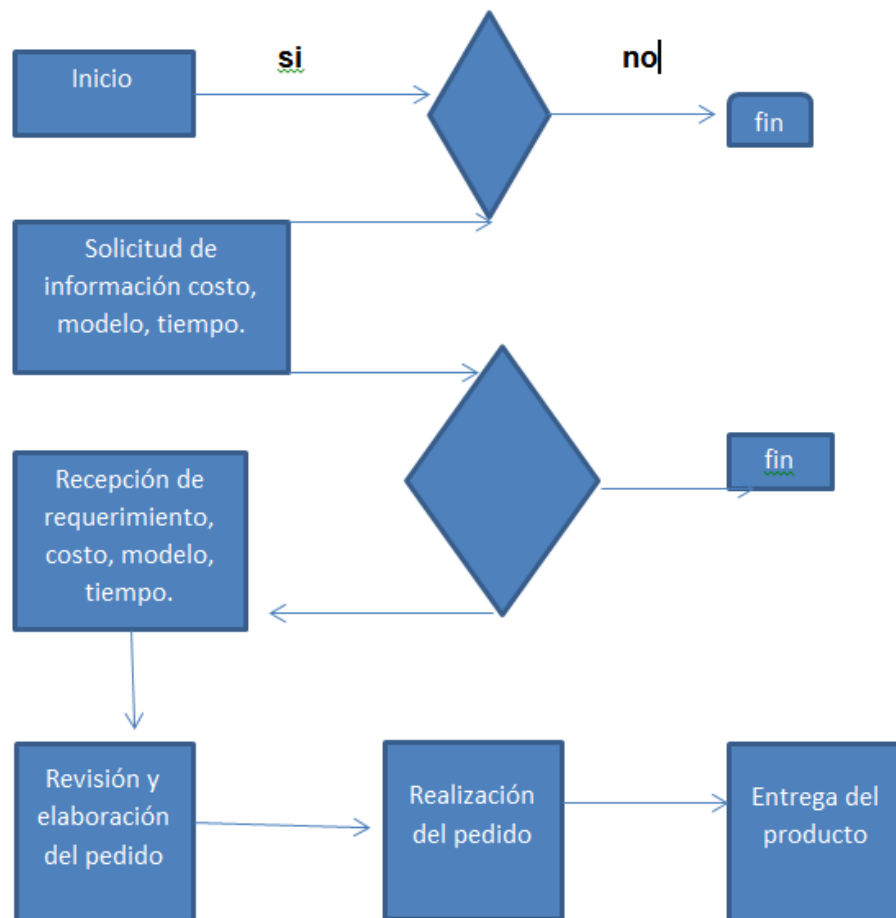 si
no
Inicio
fin
Solicitud de
información costo,
modelo, tiempo.
fin
Recepción de
requerimiento,
costo, modelo,
tiempo.
Revisión y
elaboración
del pedido
Realización
del pedido
Entrega del
producto